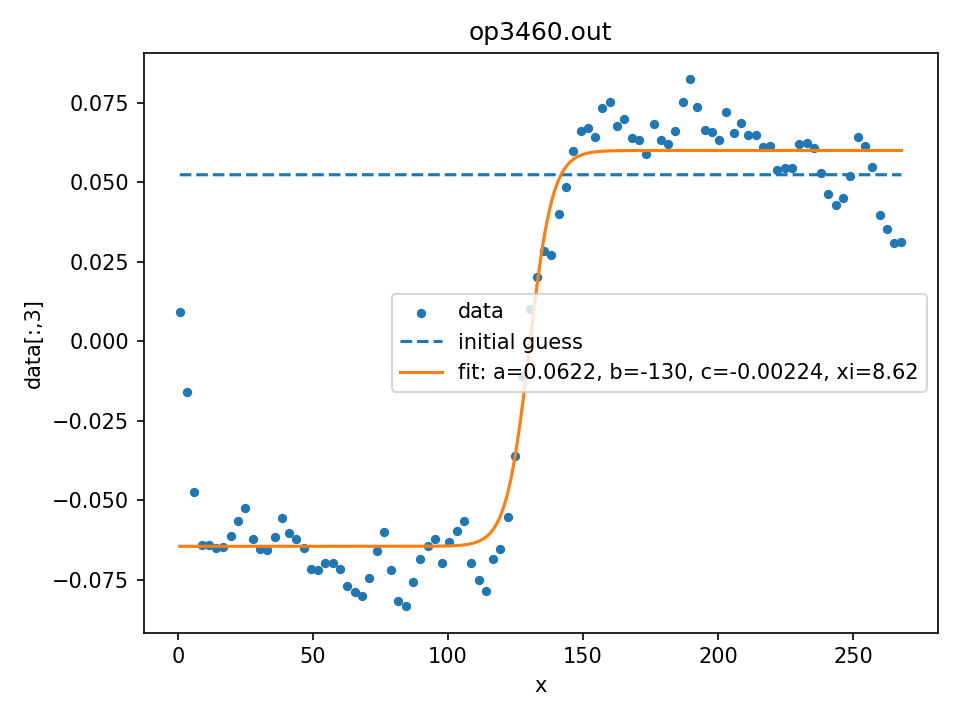 op3460.out
0.075
0.050
0.025
0.000
−0.025
−0.050
−0.075
data[:,3]
data
initial guess
fit: a=0.0622, b=-130, c=-0.00224, xi=8.62
0 50 100 150 200 250
x